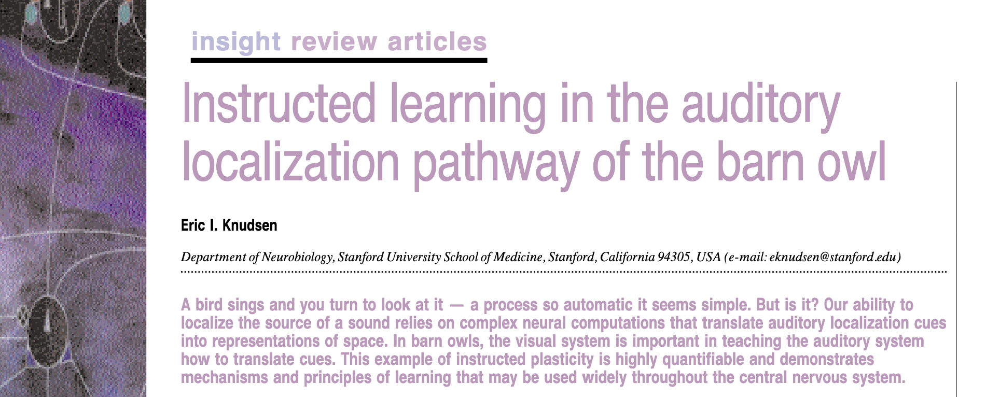 insight review articles
Instructed learning in the auditory
localization pathway of the barn owl
Eric I. Knudsen
Department of Neurobiology, Stanford University School of Medicine, Stanford, California 94305, USA (e-mail: eknudsen@stanford.edu)
A bird sings and you turn to look at it — a process so automatic it seems simple. But is it? Our ability to
localize the source of a sound relies on complex neural computations that translate auditory localization cues
into representations of space. In barn owls, the visual system is important in teaching the auditory system
how to translate cues. This example of instructed plasticity is highly quantifiable and demonstrates
mechanisms and principles of learning that may be used widely throughout the central nervous system.